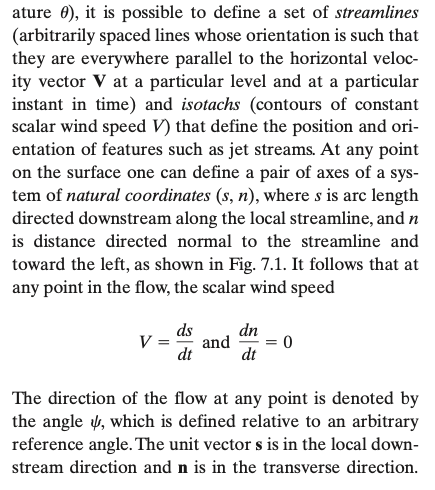 ature θ), it is possible to define a set of streamlines
(arbitrarily spaced lines whose orientation is such that
they are everywhere parallel to the horizontal veloc-
ity vector V at a particular level and at a particular
instant in time) and isotachs (contours of constant
scalar wind speed V) that define the position and ori-
entation of features such as jet streams. At any point
on the surface one can define a pair of axes of a sys-
tem of natural coordinates (s, n), where s is arc length
directed downstream along the local streamline, and n
is distance directed normal to the streamline and
toward the left, as shown in Fig. 7.1. It follows that at
any point in the flow, the scalar wind speed
V = ds/dt and dn/dt = 0
The direction of the flow at any point is denoted by
the angle ψ, which is defined relative to an arbitrary
reference angle. The unit vector s is in the local down-
stream direction and n is in the transverse direction.